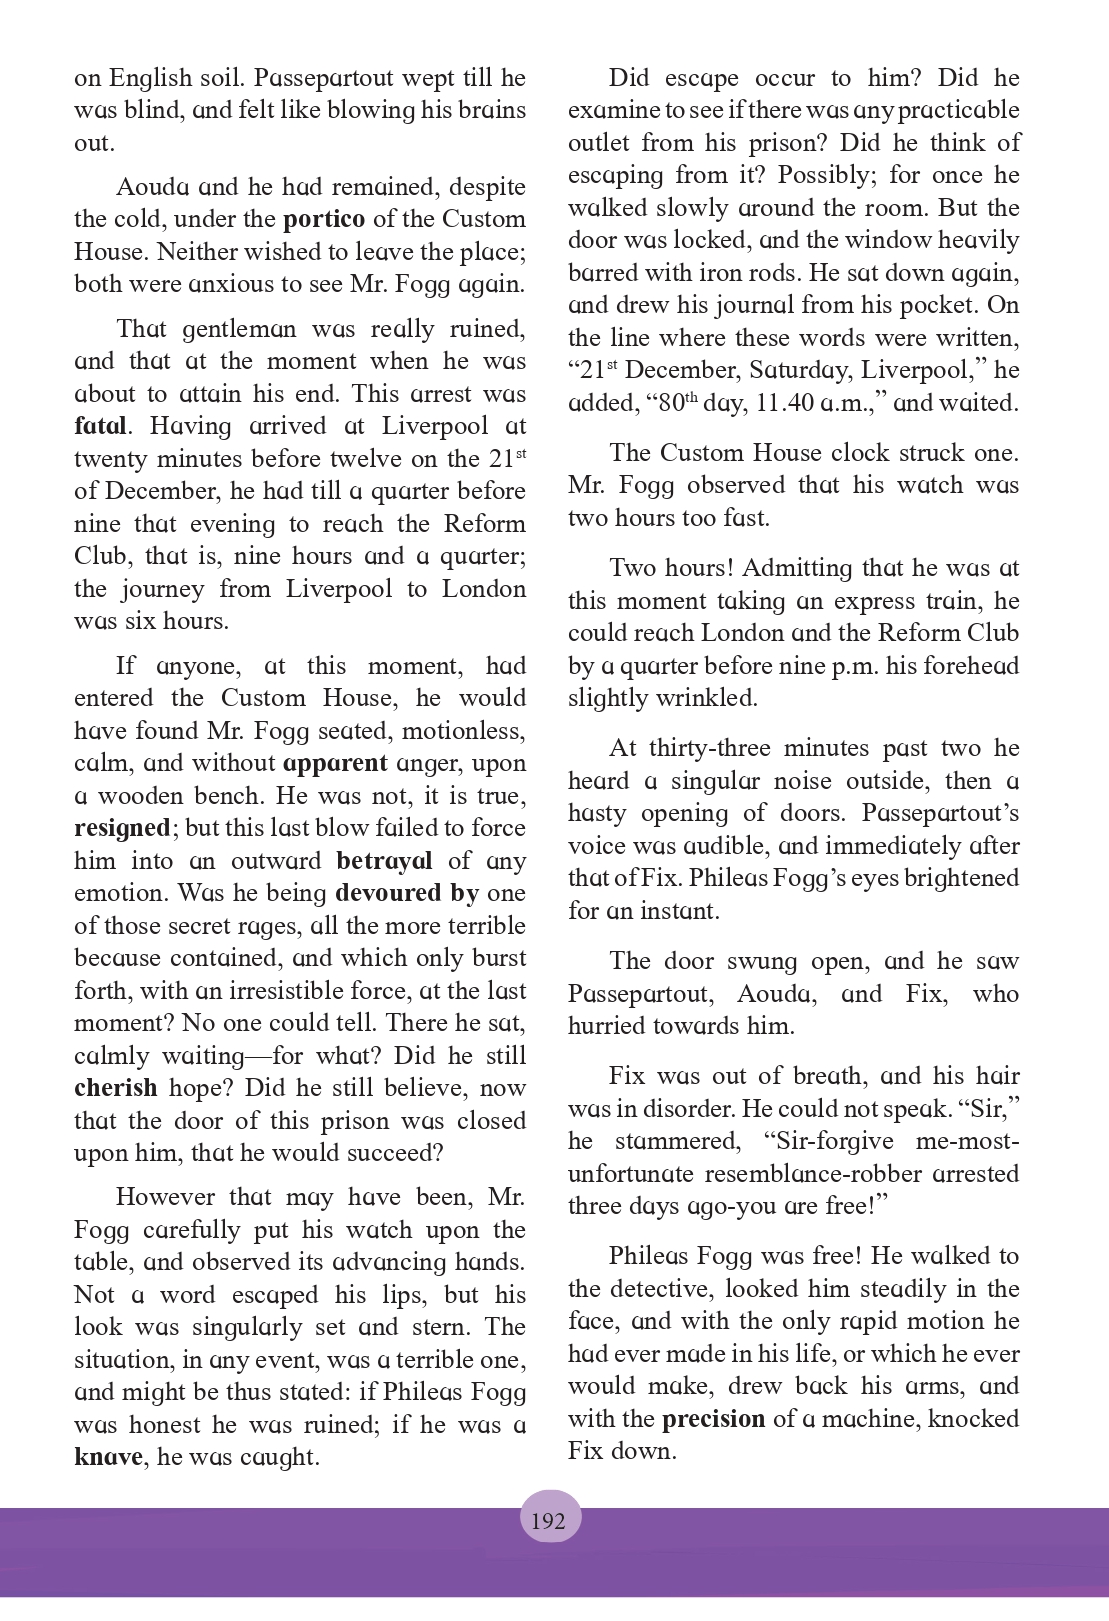 on English soil. Passepartout wept till he
was blind, and felt like blowing his brains
out.
Aouda and he had remained, despite
the cold, under the portico of the Custom
House. Neither wished to leave the place;
both were anxious to see Mr. Fogg again.
That gentleman was really ruined,
and that at the moment when he was
about to attain his end. This arrest was
fatal. Having arrived at Liverpool at
twenty minutes before twelve on the 21st
of December, he had till a quarter before
nine that evening to reach the Reform
Club, that is, nine hours and a quarter;
the journey from Liverpool to London
was six hours.
If anyone, at this moment, had
entered the Custom House, he would
have found Mr. Fogg seated, motionless,
calm, and without apparent anger, upon
a wooden bench. He was not, it is true,
resigned; but this last blow failed to force
him into an outward betrayal of any
emotion. Was he being devoured by one
of those secret rages, all the more terrible
because contained, and which only burst
forth, with an irresistible force, at the last
moment? No one could tell. There he sat,
calmly waiting—for what? Did he still
cherish hope? Did he still believe, now
that the door of this prison was closed
upon him, that he would succeed?
However that may have been, Mr.
Fogg carefully put his watch upon the
table, and observed its advancing hands.
Not a word escaped his lips, but his
look was singularly set and stern. The
situation, in any event, was a terrible one,
and might be thus stated: if Phileas Fogg
was honest he was ruined; if he was a
knave, he was caught.
Did escape occur to him? Did he
examine to see if there was any practicable
outlet from his prison? Did he think of
escaping from it? Possibly; for once he
walked slowly around the room. But the
door was locked, and the window heavily
barred with iron rods. He sat down again,
and drew his journal from his pocket. On
the line where these words were written,
“21st December, Saturday, Liverpool,” he
added, “80th day, 11.40 a.m.,” and waited.
The Custom House clock struck one.
Mr. Fogg observed that his watch was
two hours too fast.
Two hours! Admitting that he was at
this moment taking an express train, he
could reach London and the Reform Club
by a quarter before nine p.m. his forehead
slightly wrinkled.
At thirty-three minutes past two he
heard a singular noise outside, then a
hasty opening of doors. Passepartout’s
voice was audible, and immediately after
that of Fix. Phileas Fogg’s eyes brightened
for an instant.
The door swung open, and he saw
Passepartout, Aouda, and Fix, who
hurried towards him.
Fix was out of breath, and his hair
was in disorder. He could not speak. “Sir,”
he stammered, “Sir-forgive me-most-
unfortunate resemblance-robber arrested
three days ago-you are free!”
Phileas Fogg was free! He walked to
the detective, looked him steadily in the
face, and with the only rapid motion he
had ever made in his life, or which he ever
would make, drew back his arms, and
with the precision of a machine, knocked
Fix down.
192